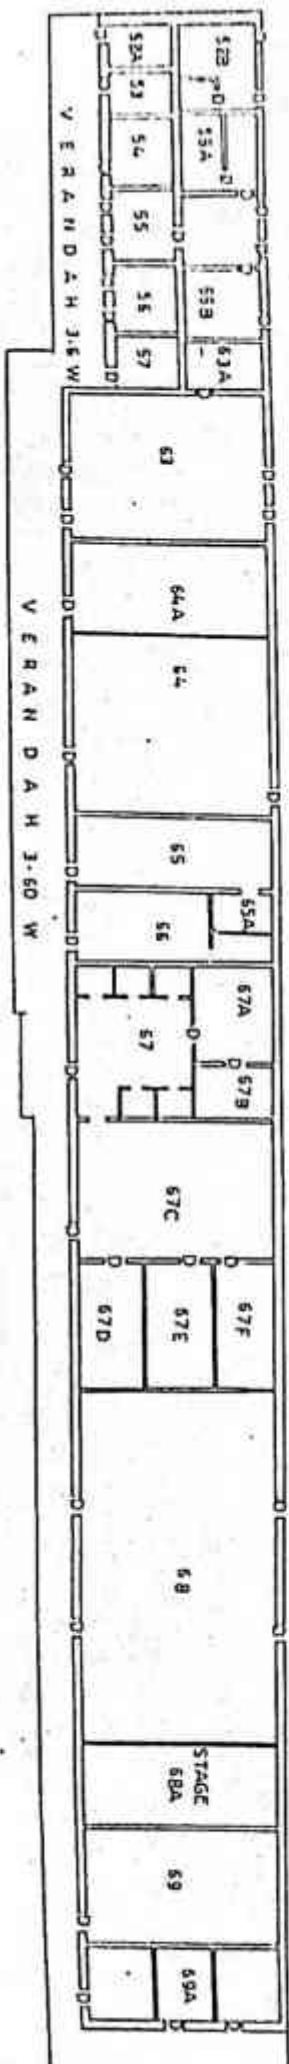 52A
52B
53
54
55A
55
56
55B
57
63A
VERANDAH 3·6 W
63
64A
64
VERANDAH 3·60 W
65
65A
66
67A
67
67B
67C
67D
67E
67F
68
STAGE
68A
69
69A